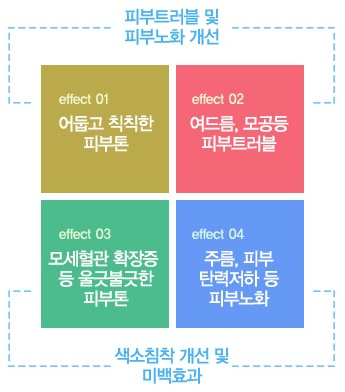 피부트러블 및
피부노화 개선
effect 01
어둡고 칙칙한
피부톤
effect 02
여드름, 모공등
피부트러블
effect 03
모세혈관 확장증
등 울긋불긋한
피부톤
effect 04
주름, 피부
탄력저하 등
피부노화
색소침착 개선 및
미백효과